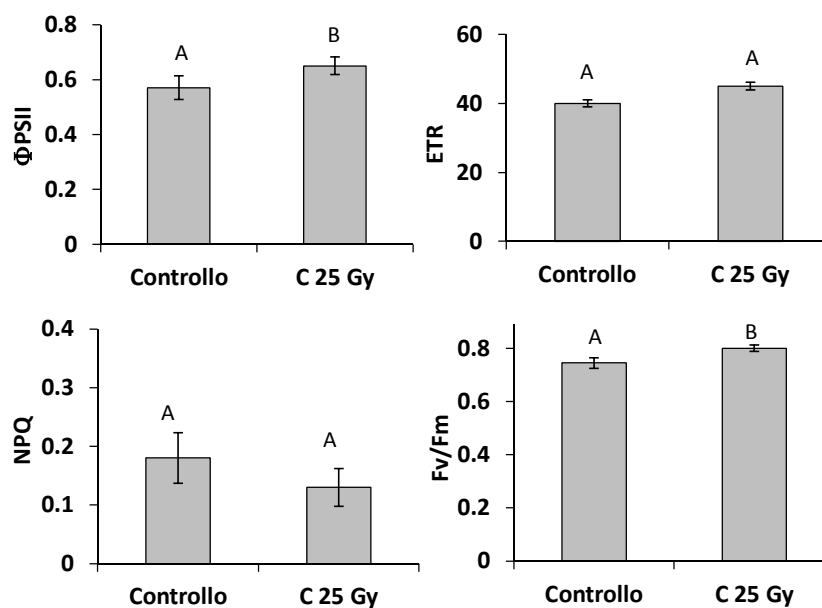 0.8
0.6
0.4
0.2
0
ΦPSII
A
B
Controllo
C 25 Gy
60
40
20
0
ETR
A
A
Controllo
C 25 Gy
0.4
0.3
0.2
0.1
0
NPQ
A
A
Controllo
C 25 Gy
0.8
0.6
0.4
0.2
0
Fv/Fm
A
B
Controllo
C 25 Gy